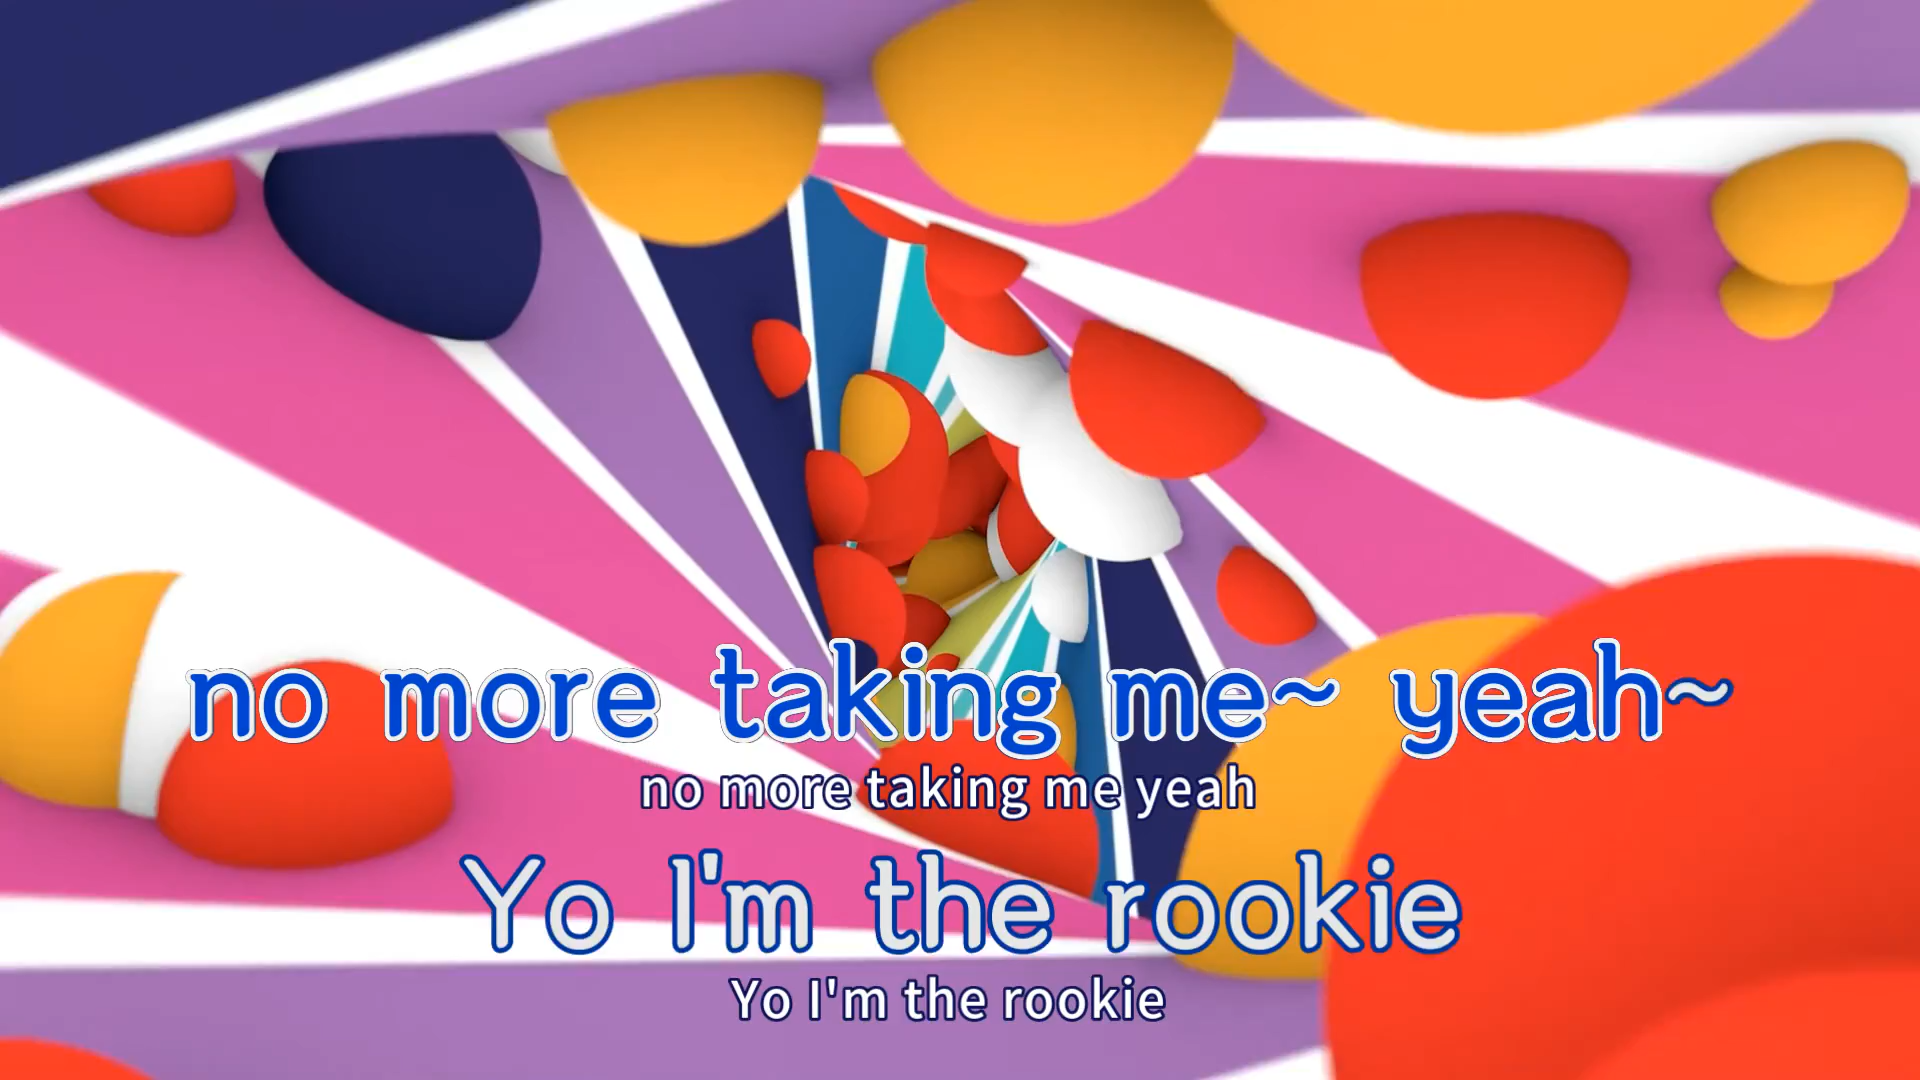 no more taking me~ yeah~
no more taking me yeah
Yo I'm the rookie
Yo I'm the rookie